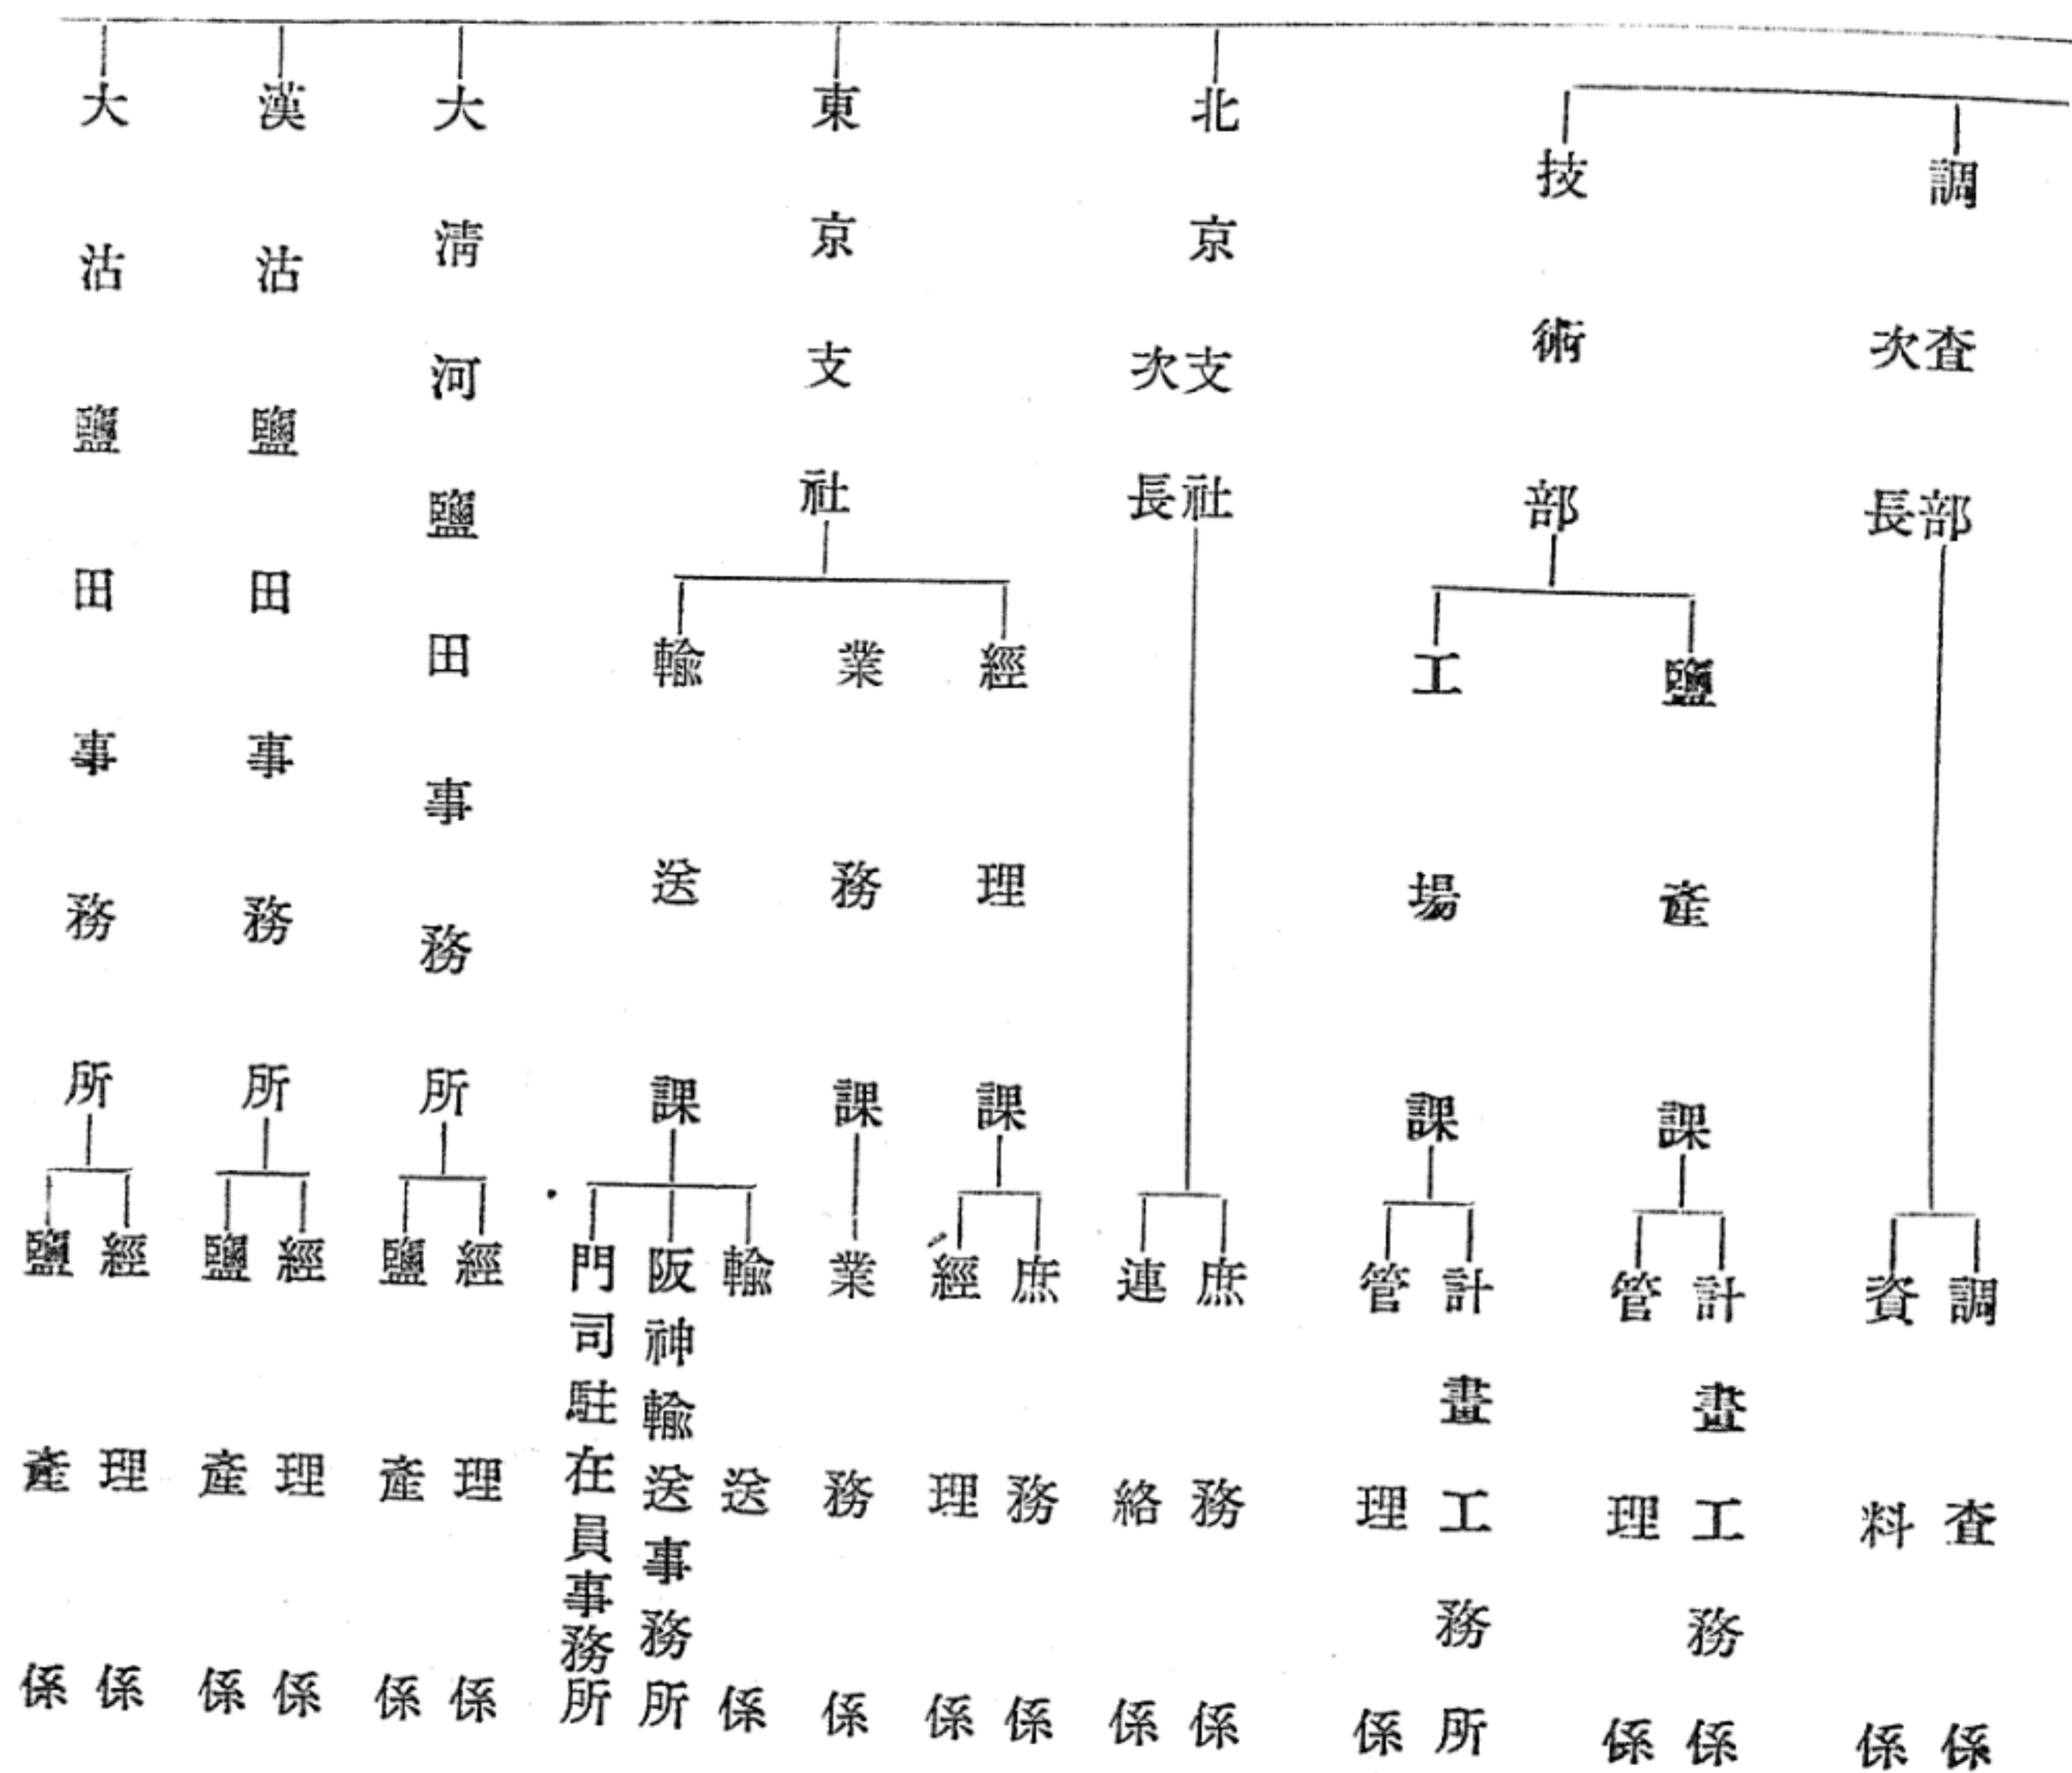 調査部
次長
調査係
資料係
技術部
鹽產課
計畫工務係
管理係
工場課
計畫工務所
管理係
北京支社
次長
庶務係
連絡係
東京支社
經理課
庶務係
經理係
業務課
業務係
輸送課
輸送係
阪神輸送事務所
門司駐在員事務所
大淸河鹽田事務所
經理係
鹽產係
漢沽鹽田事務所
經理係
鹽產係
大沽鹽田事務所
經理係
鹽產係